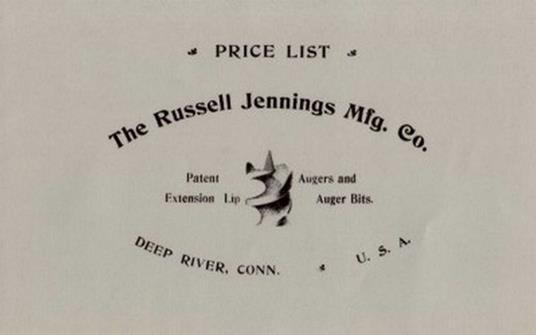 PRICE LIST
The Russell Jennings Mfg. Co.
Patent Augers and
Extension Lip Auger Bits.
DEEP RIVER, CONN. U. S. A.